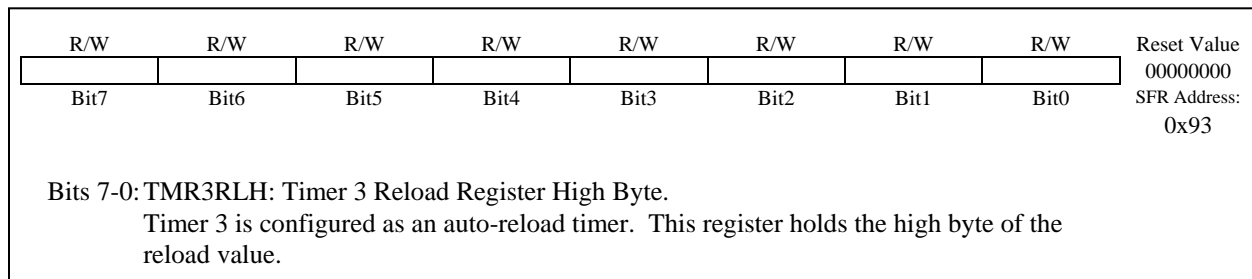 R/W R/W R/W R/W R/W R/W R/W R/W Reset Value
00000000
Bit7 Bit6 Bit5 Bit4 Bit3 Bit2 Bit1 Bit0 SFR Address:
0x93
Bits 7-0: TMR3RLH: Timer 3 Reload Register High Byte.
Timer 3 is configured as an auto-reload timer. This register holds the high byte of the
reload value.